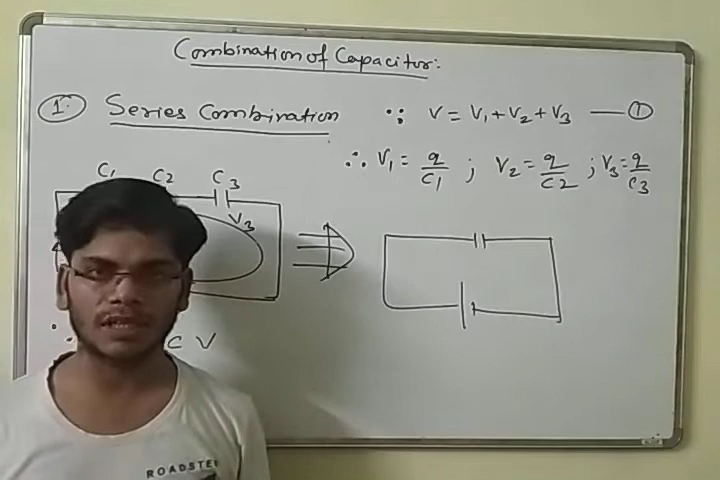 Combination of Capacitor:
1. Series Combination
∵ V = V₁ + V₂ + V₃ — ①
∴ V₁ = q/C₁ ; V₂ = q/C₂ ; V₃ = q/C₃
C₁ C₂ C₃
V₃
C V
ROADSTE